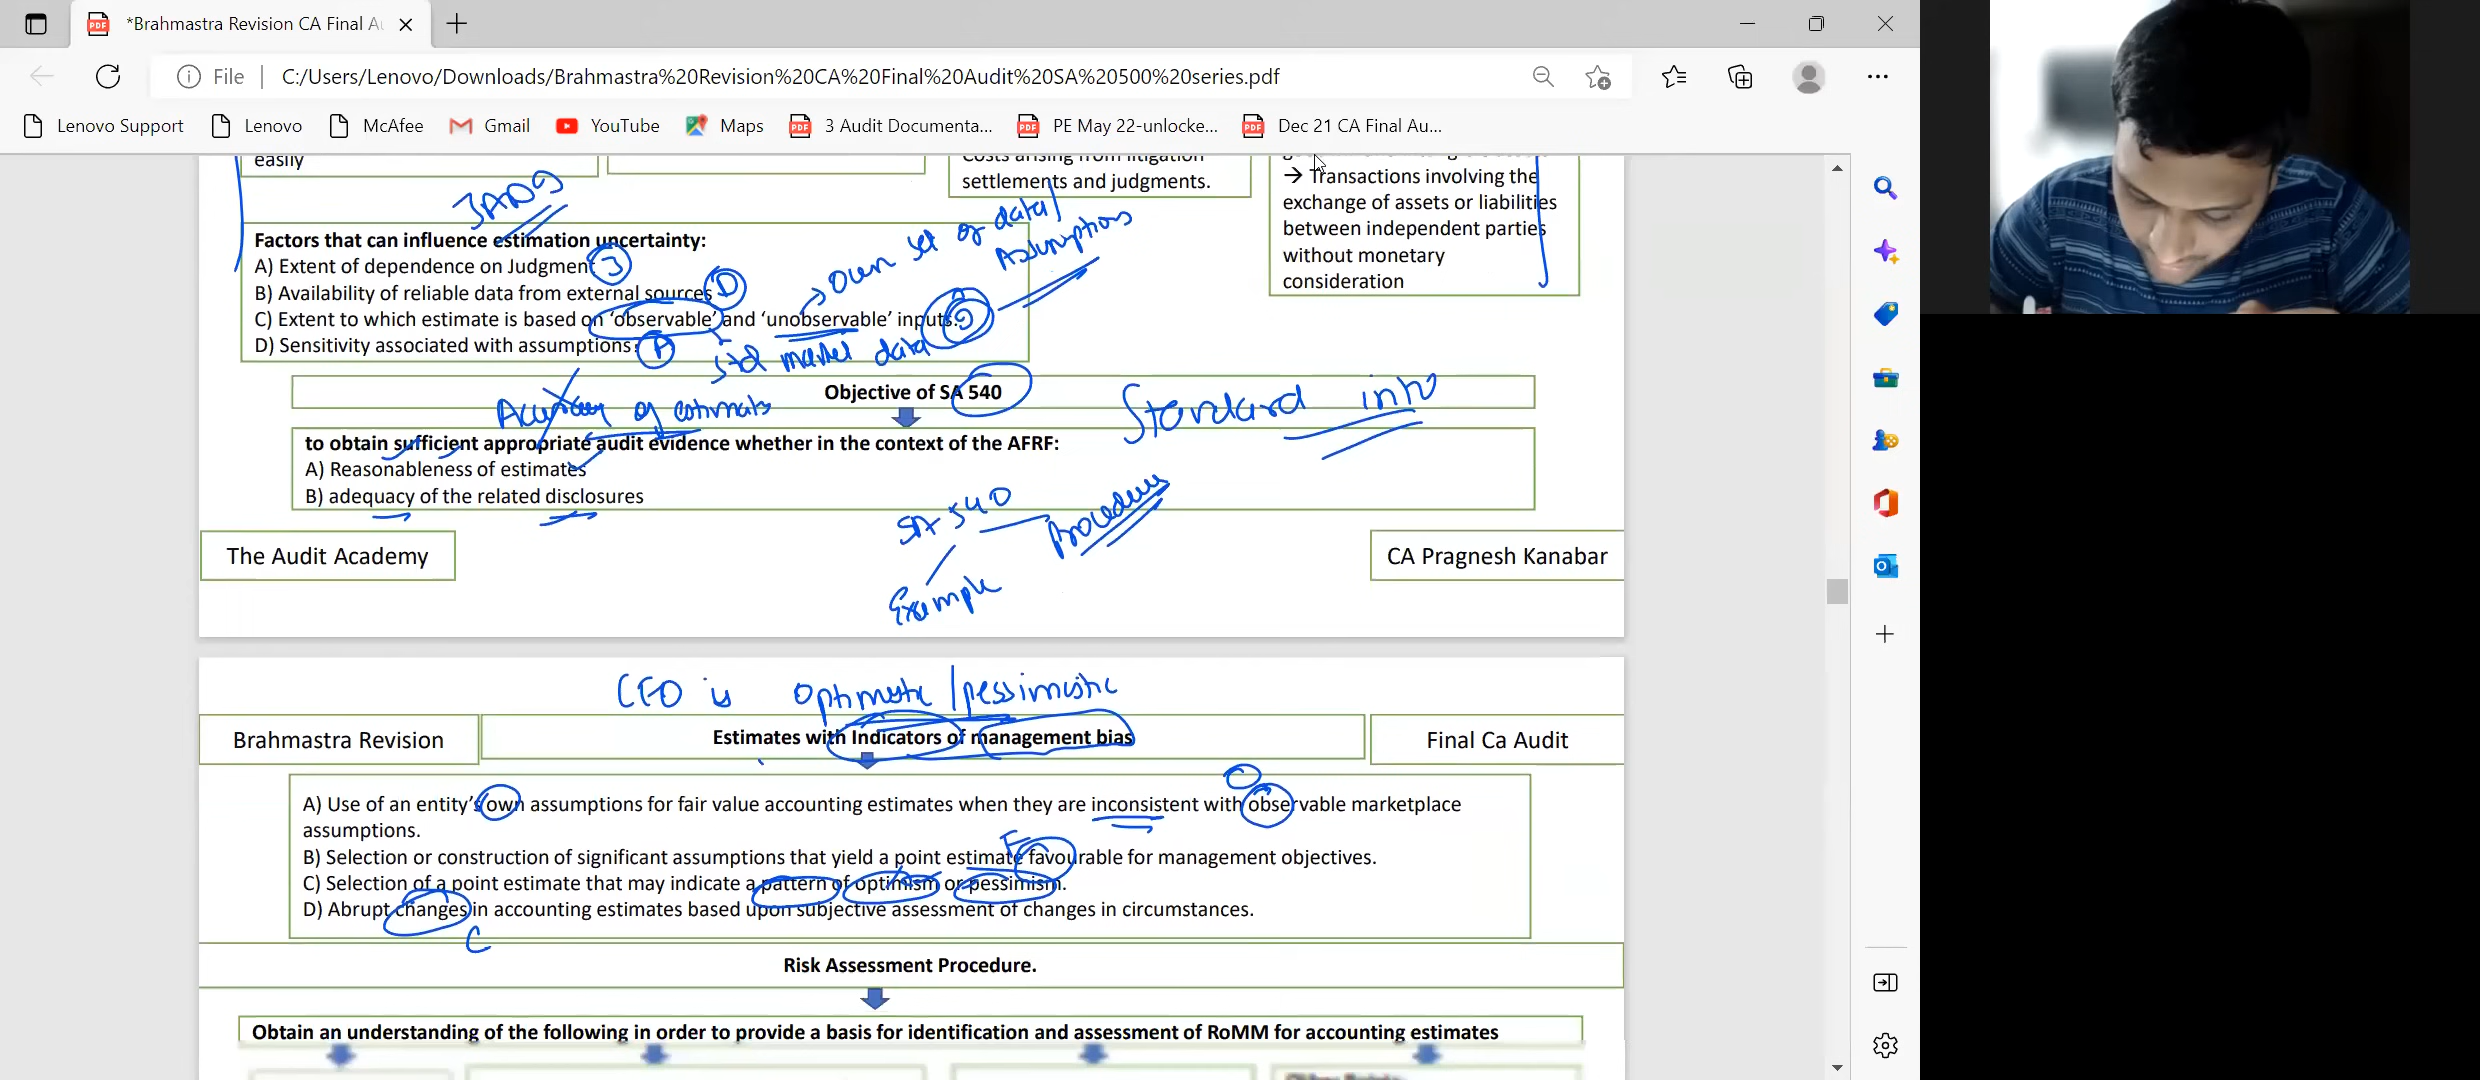 *Brahmastra Revision CA Final Au
File
C:/Users/Lenovo/Downloads/Brahmastra%20Revision%20CA%20Final%20Audit%20SA%20500%20series.pdf
Lenovo Support
Lenovo
McAfee
Gmail
YouTube
Maps
3 Audit Documenta...
PE May 22-unlocke...
Dec 21 CA Final Au...
easily
Costs arising from litigation
settlements and judgments.
→ Transactions involving the
exchange of assets or liabilities
between independent parties
without monetary
consideration
JADO
Factors that can influence estimation uncertainty:
A) Extent of dependence on Judgment J
B) Availability of reliable data from external sources D
C) Extent to which estimate is based on 'observable' and 'unobservable' inputs. O
D) Sensitivity associated with assumptions. A
own set of data/
Assumptions
std market data
Objective of SA 540
Accuracy of estimates
Standard intro
to obtain sufficient appropriate audit evidence whether in the context of the AFRF:
A) Reasonableness of estimates
B) adequacy of the related disclosures
SA 540
Procedures
Example
The Audit Academy
CA Pragnesh Kanabar
CFO is optimistic/pessimistic
Brahmastra Revision
Estimates with Indicators of management bias
Final Ca Audit
O
A) Use of an entity's own assumptions for fair value accounting estimates when they are inconsistent with observable marketplace
assumptions.
F
B) Selection or construction of significant assumptions that yield a point estimate favourable for management objectives.
C) Selection of a point estimate that may indicate a pattern of optimism or pessimism.
D) Abrupt changes in accounting estimates based upon subjective assessment of changes in circumstances.
C
Risk Assessment Procedure.
Obtain an understanding of the following in order to provide a basis for identification and assessment of RoMM for accounting estimates